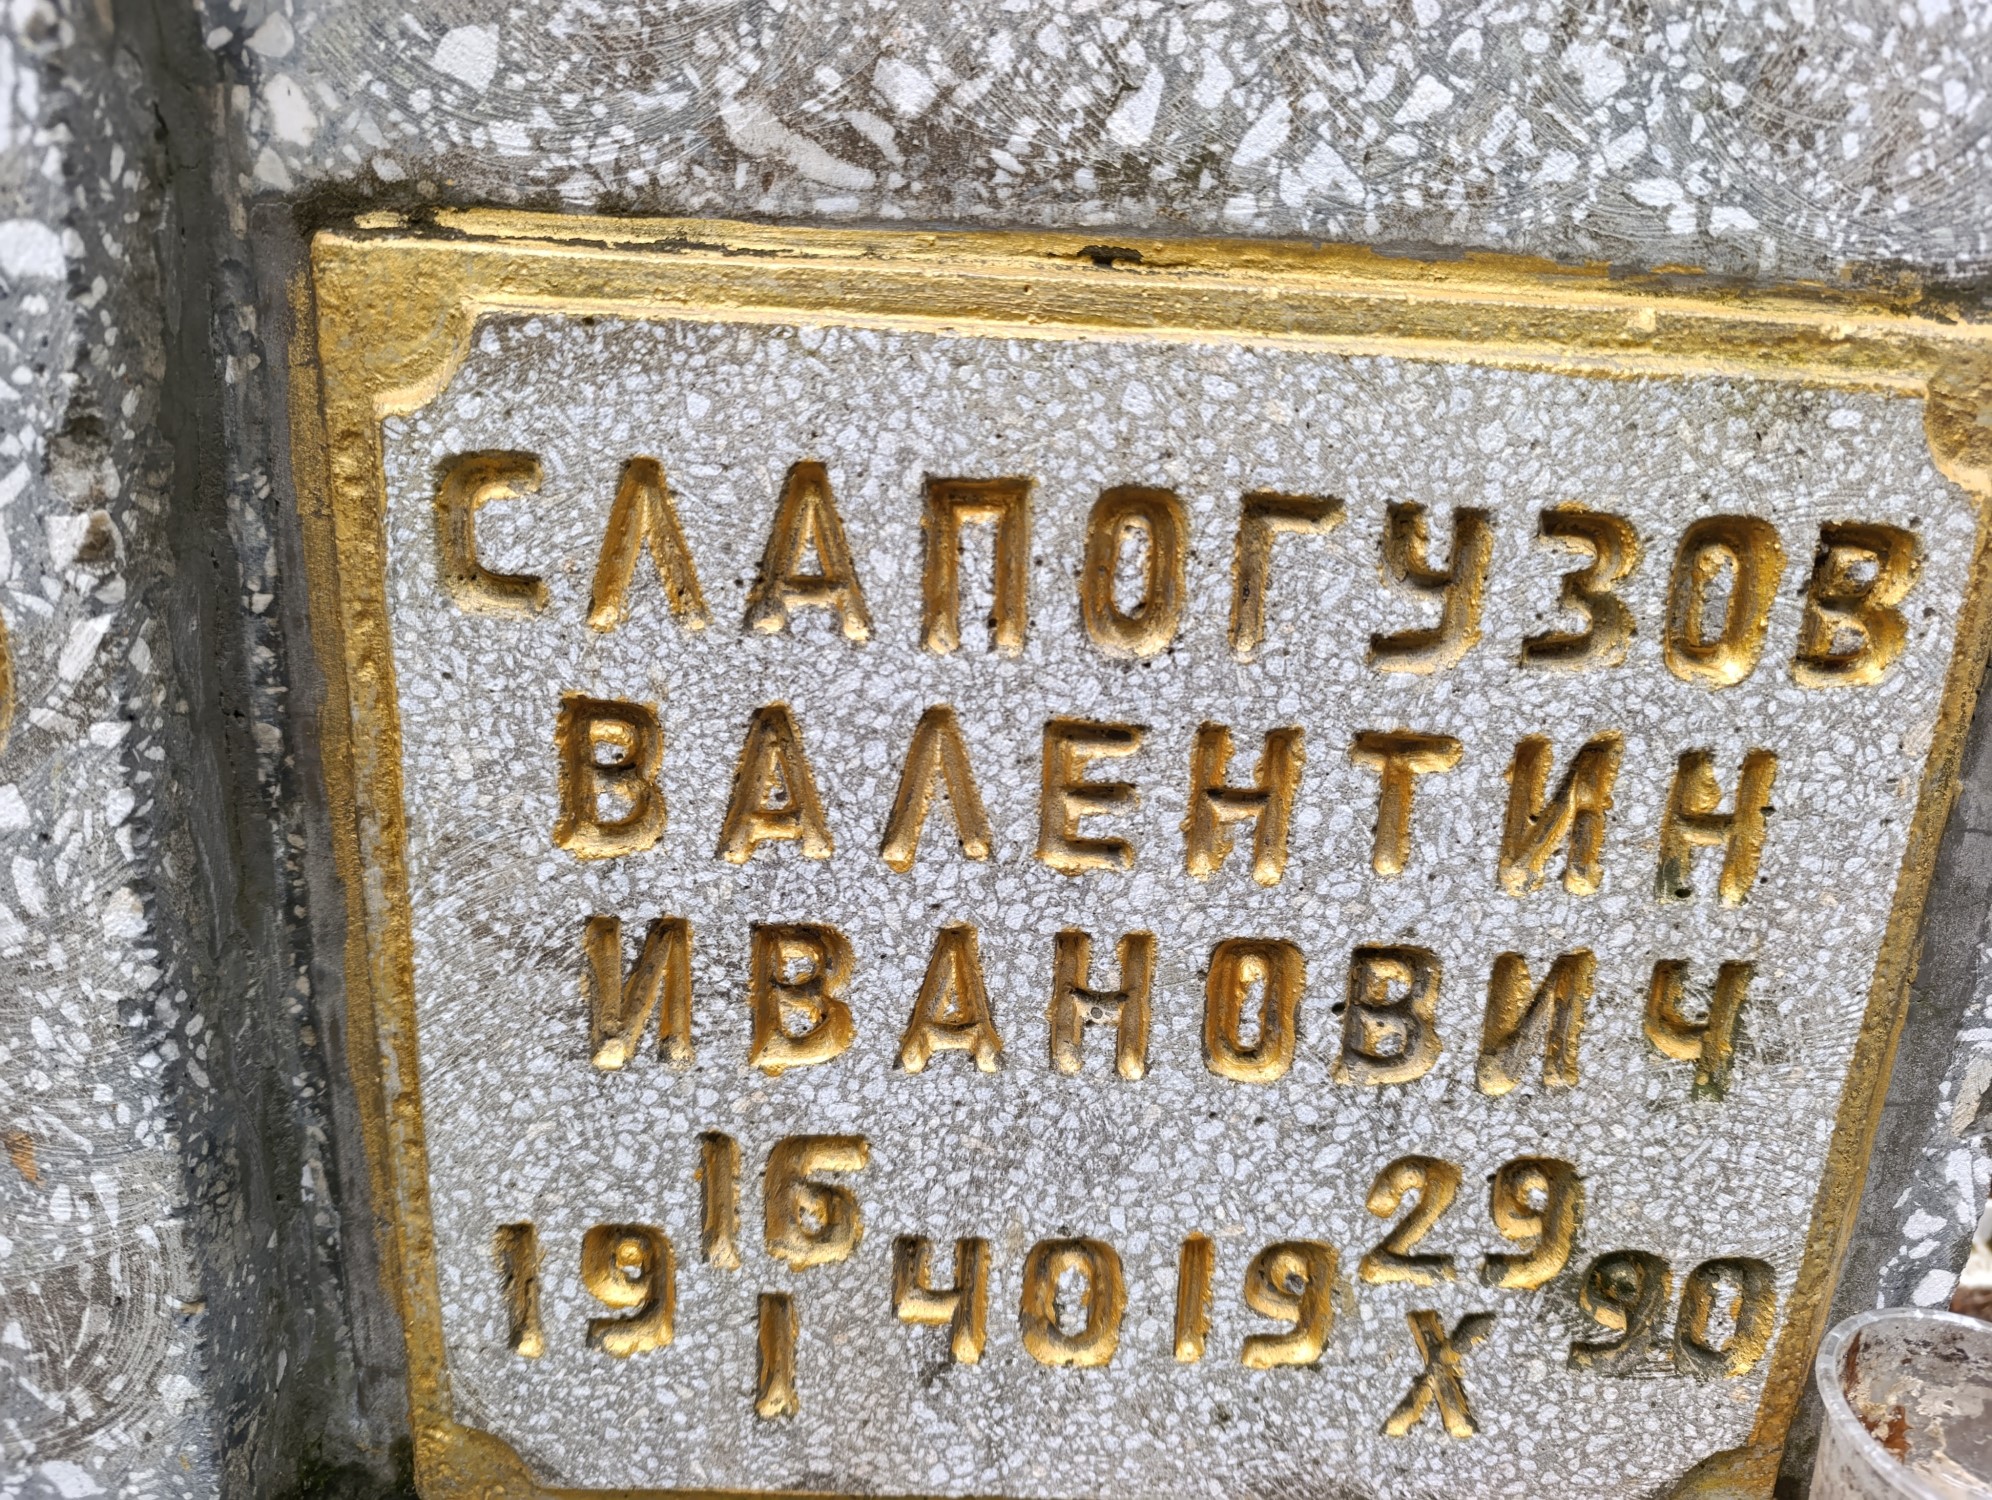 СЛАПОГУЗОВ
ВАЛЕНТИН
ИВАНОВИЧ
19 16 I 40 19 29 X 90